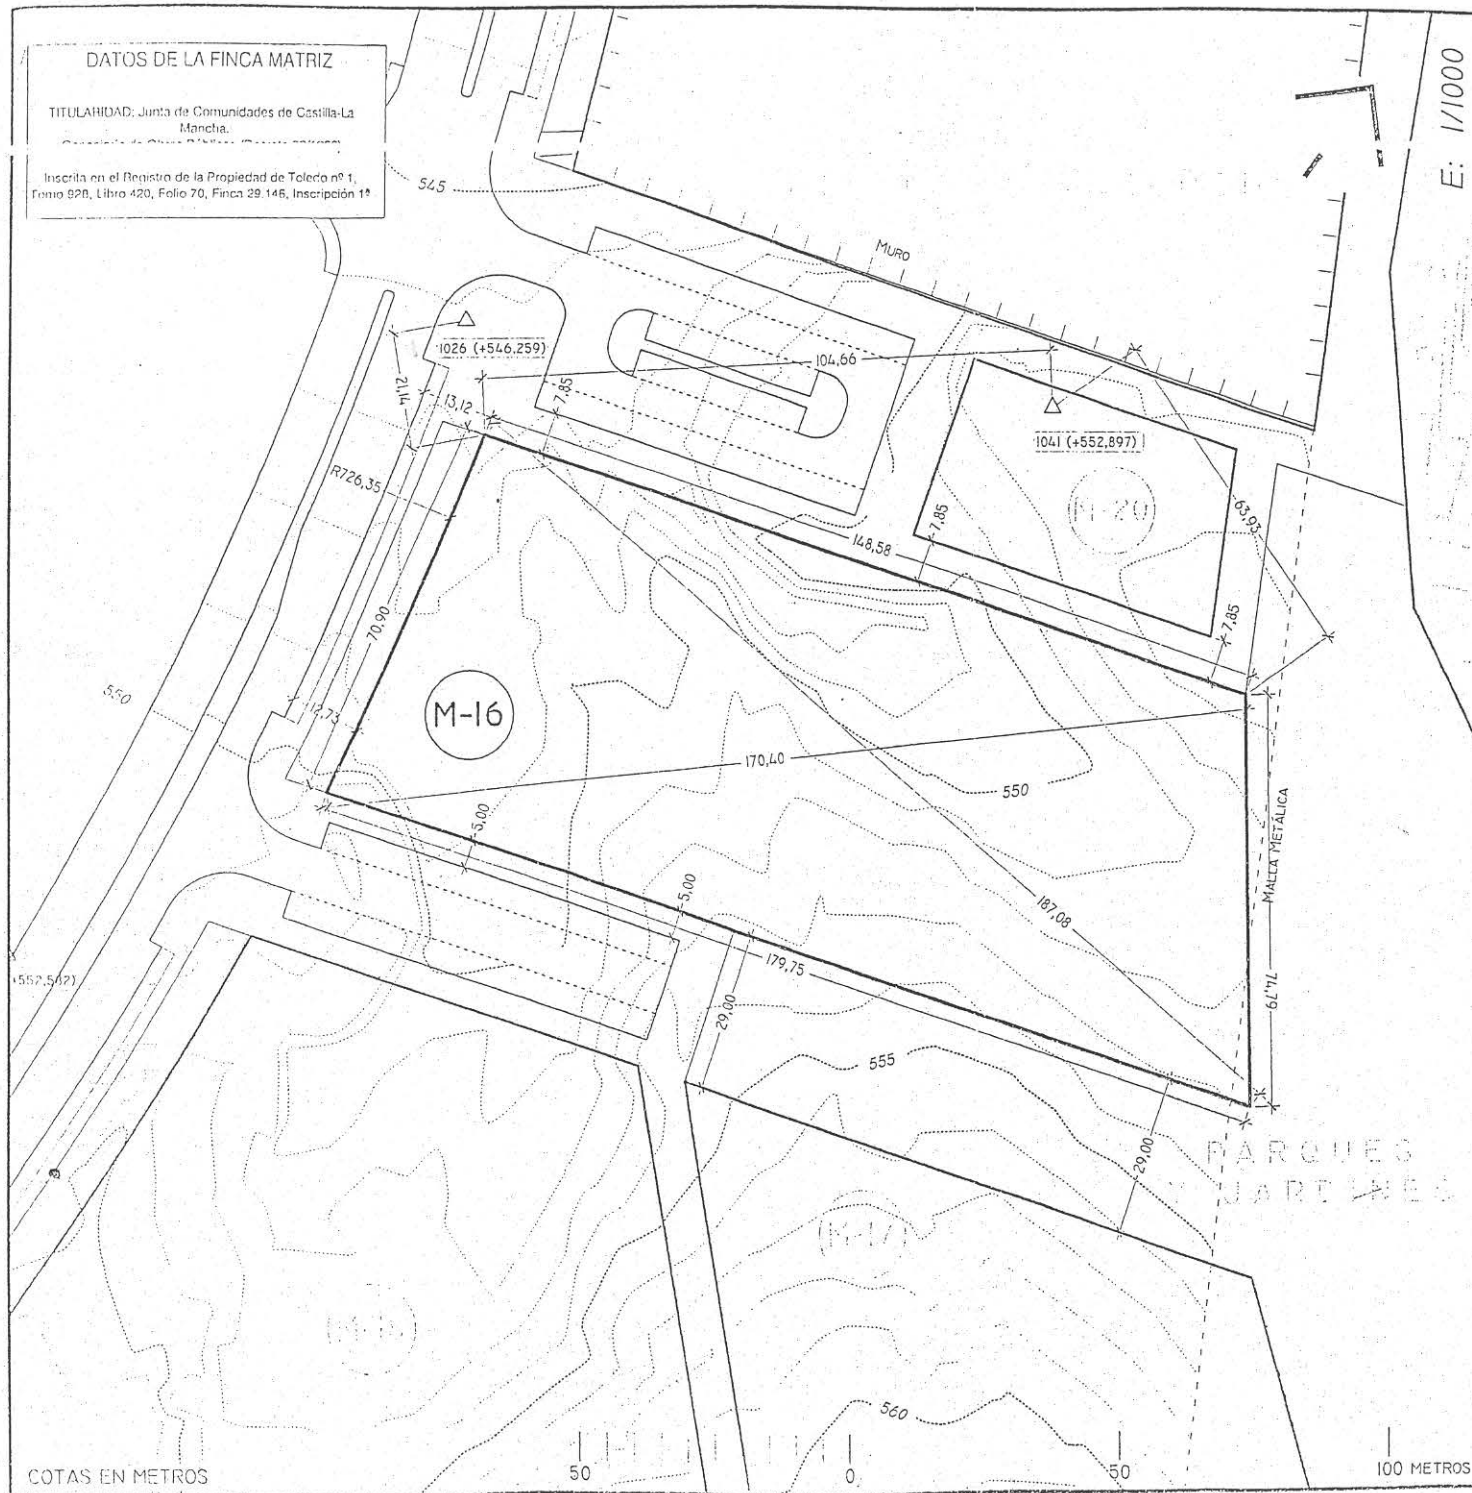 DATOS DE LA FINCA MATRIZ
TITULARIDAD: Junta de Comunidades de Castilla-La
Mancha.
Inscrita en el Registro de la Propiedad de Toledo nº 1,
Tomo 928, Libro 420, Folio 70, Finca 29.146, Inscripción 1ª
E: 1/1000
545
MURO
1026 (+546,259)
104,66
21,14
13,12
7,85
1041 (+552,897)
R726,35
M-20
63,93
7,85
148,58
70,90
7,85
550
M-16
12,73
170,40
550
5,00
MALLA METÁLICA
5,00
187,08
179,75
+552,582)
74,79
29,00
555
29,00
PARQUES
JARDINES
(M-17)
560
COTAS EN METROS
50
0
50
100 METROS